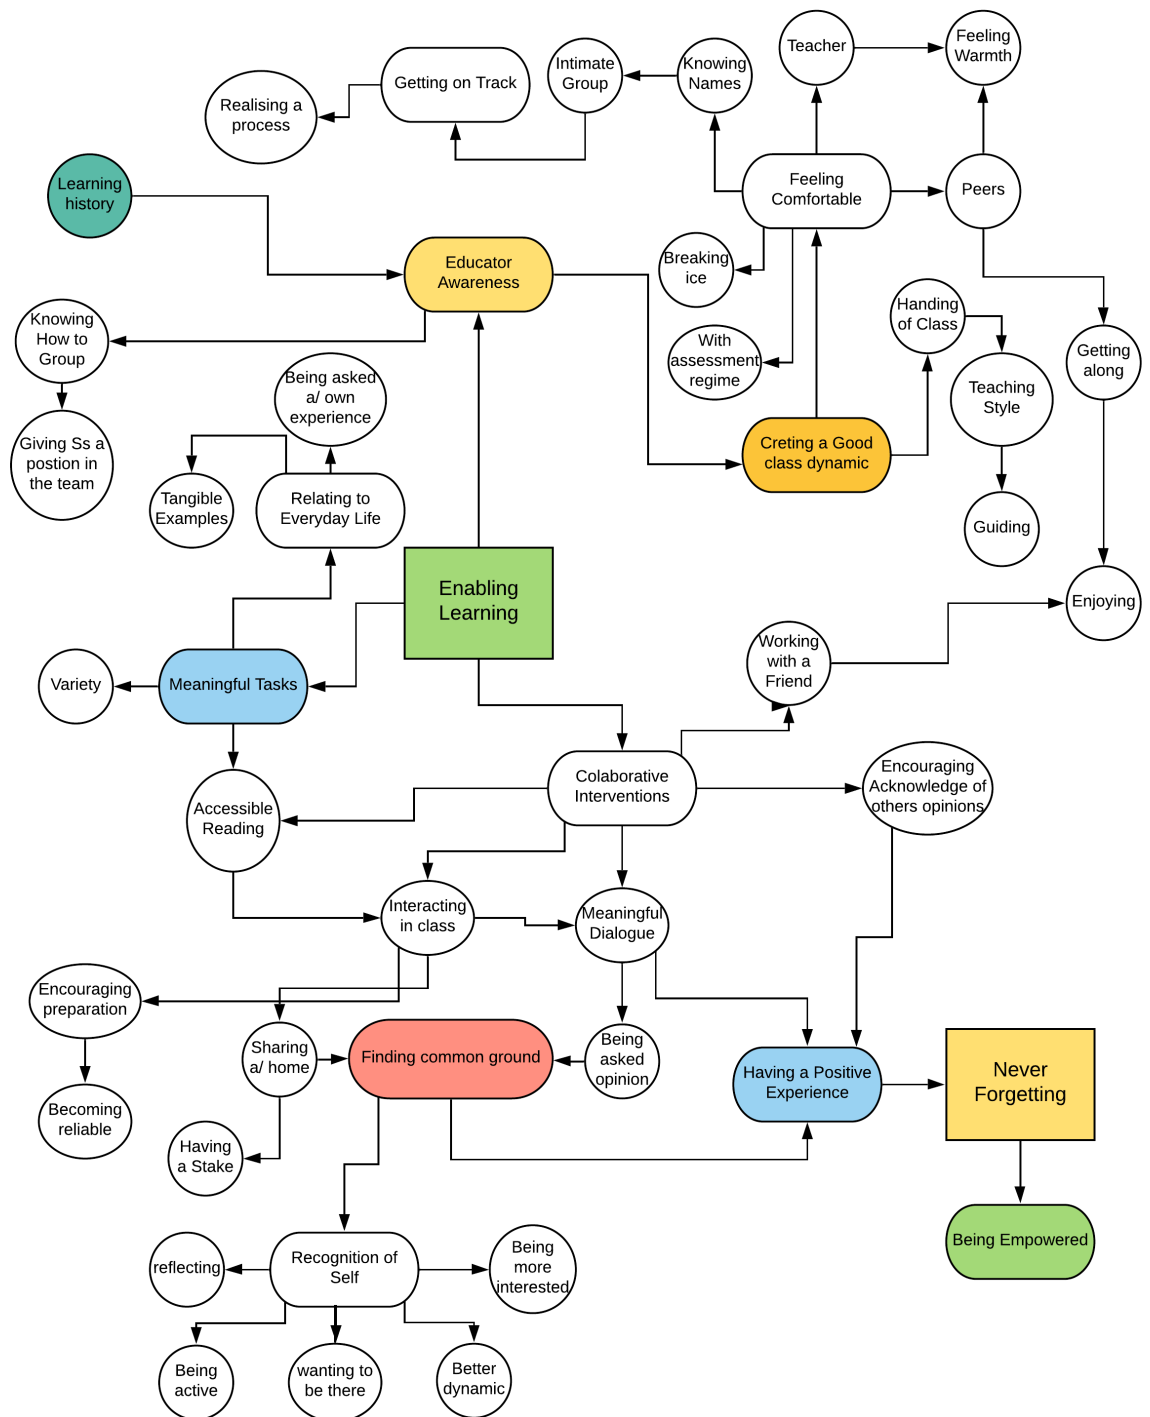 Teacher
Feeling
Warmth
Intimate
Group
Knowing
Names
Getting on Track
Realising a
process
Learning
history
Feeling
Comfortable
Peers
Educator
Awareness
Breaking
ice
Handing
of Class
Knowing
How to
Group
With
assessment
regime
Getting
along
Being asked
a/ own
experience
Teaching
Style
Giving Ss a
postion in
the team
Creting a Good
class dynamic
Tangible
Examples
Relating to
Everyday Life
Guiding
Enabling
Learning
Enjoying
Working
with a
Friend
Variety
Meaningful Tasks
Colaborative
Interventions
Encouraging
Acknowledge of
others opinions
Accessible
Reading
Interacting
in class
Meaningful
Dialogue
Encouraging
preparation
Sharing
a/ home
Finding common ground
Being
asked
opinion
Having a Positive
Experience
Never
Forgetting
Becoming
reliable
Having
a Stake
Being Empowered
reflecting
Recognition of
Self
Being
more
interested
Being
active
wanting to
be there
Better
dynamic